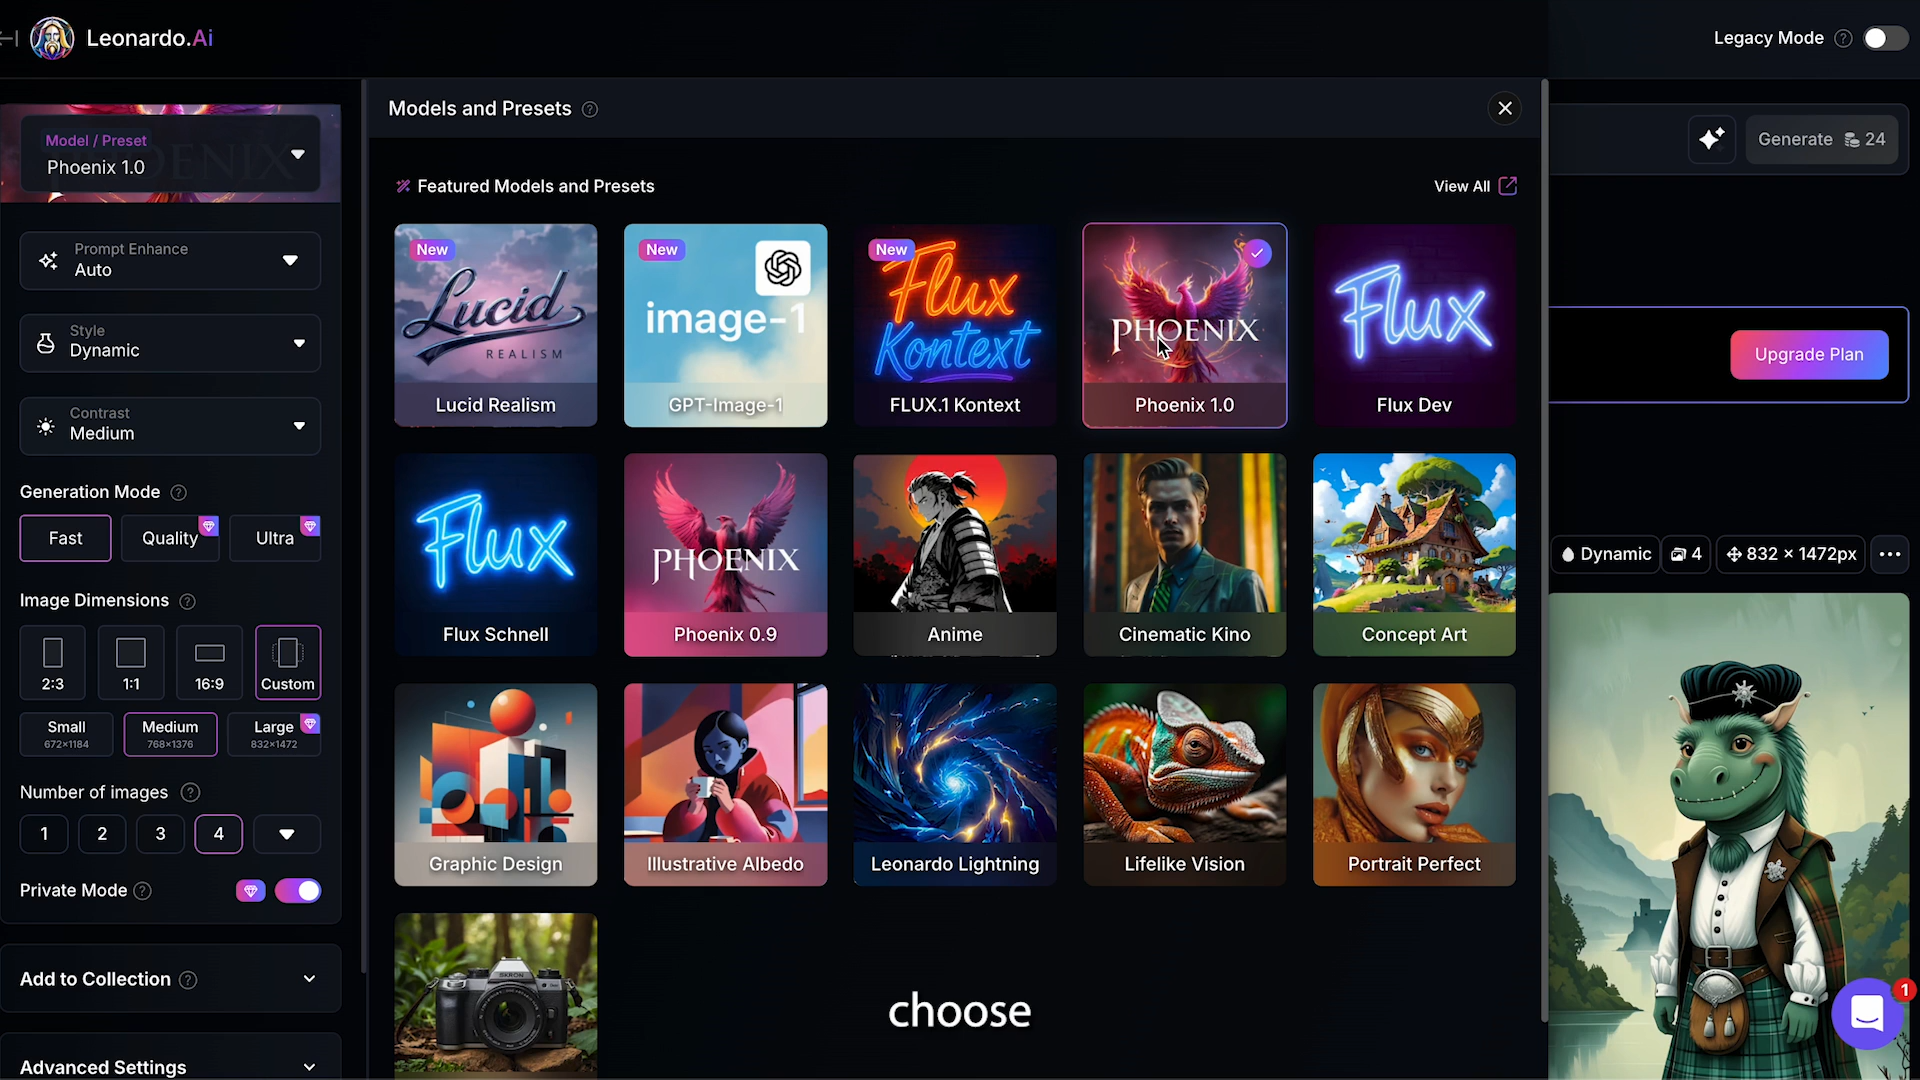 Leonardo.Ai
Legacy Mode
Models and Presets
Model / Preset
Phoenix 1.0
Generate 24
Prompt Enhance
Auto
Style
Dynamic
Contrast
Medium
Generation Mode
Fast
Quality
Ultra
Image Dimensions
2:3
1:1
16:9
Custom
Small
672×1184
Medium
768×1376
Large
832×1472
Number of images
1
2
3
4
Private Mode
Add to Collection
Advanced Settings
Featured Models and Presets
View All
New
Lucid
REALISM
Lucid Realism
New
image-1
GPT-Image-1
New
Flux
Kontext
FLUX.1 Kontext
PHOENIX
Phoenix 1.0
Flux
Flux Dev
Flux
Flux Schnell
PHOENIX
Phoenix 0.9
Anime
Cinematic Kino
Concept Art
Graphic Design
Illustrative Albedo
Leonardo Lightning
Lifelike Vision
Portrait Perfect
Upgrade Plan
Dynamic
4
832 × 1472px
choose
1